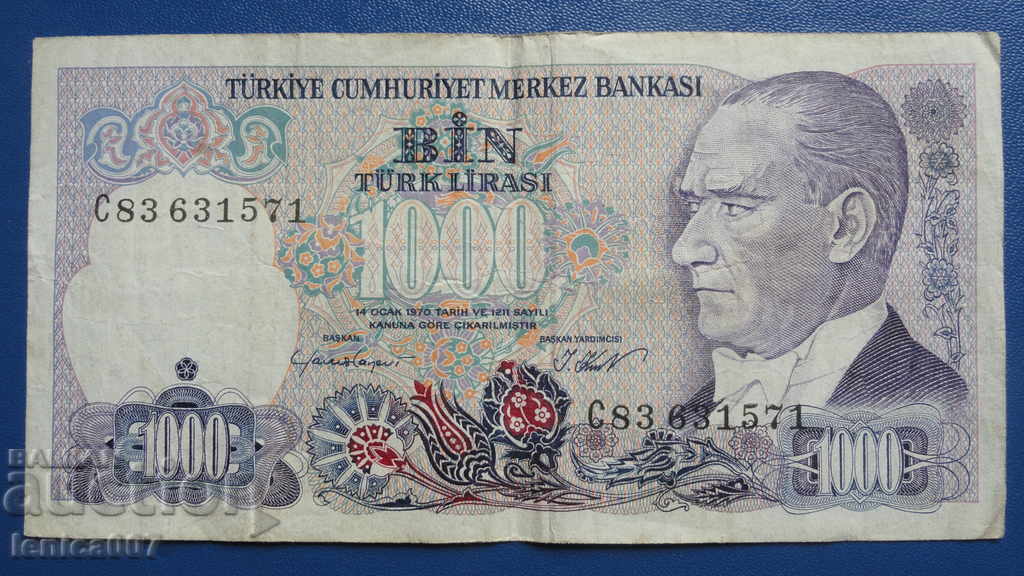 TÜRKİYE CUMHURİYET MERKEZ BANKASI
BİN
TÜRK LİRASI
C83 631571
1000
14 OCAK 1970 TARİH VE 1211 SAYILI
KANUNA GÖRE ÇIKARILMIŞTIR
BAŞKAN
BAŞKAN YARDIMCISI
C83 631571
1000
1000
BALKAN
auction
lenica007